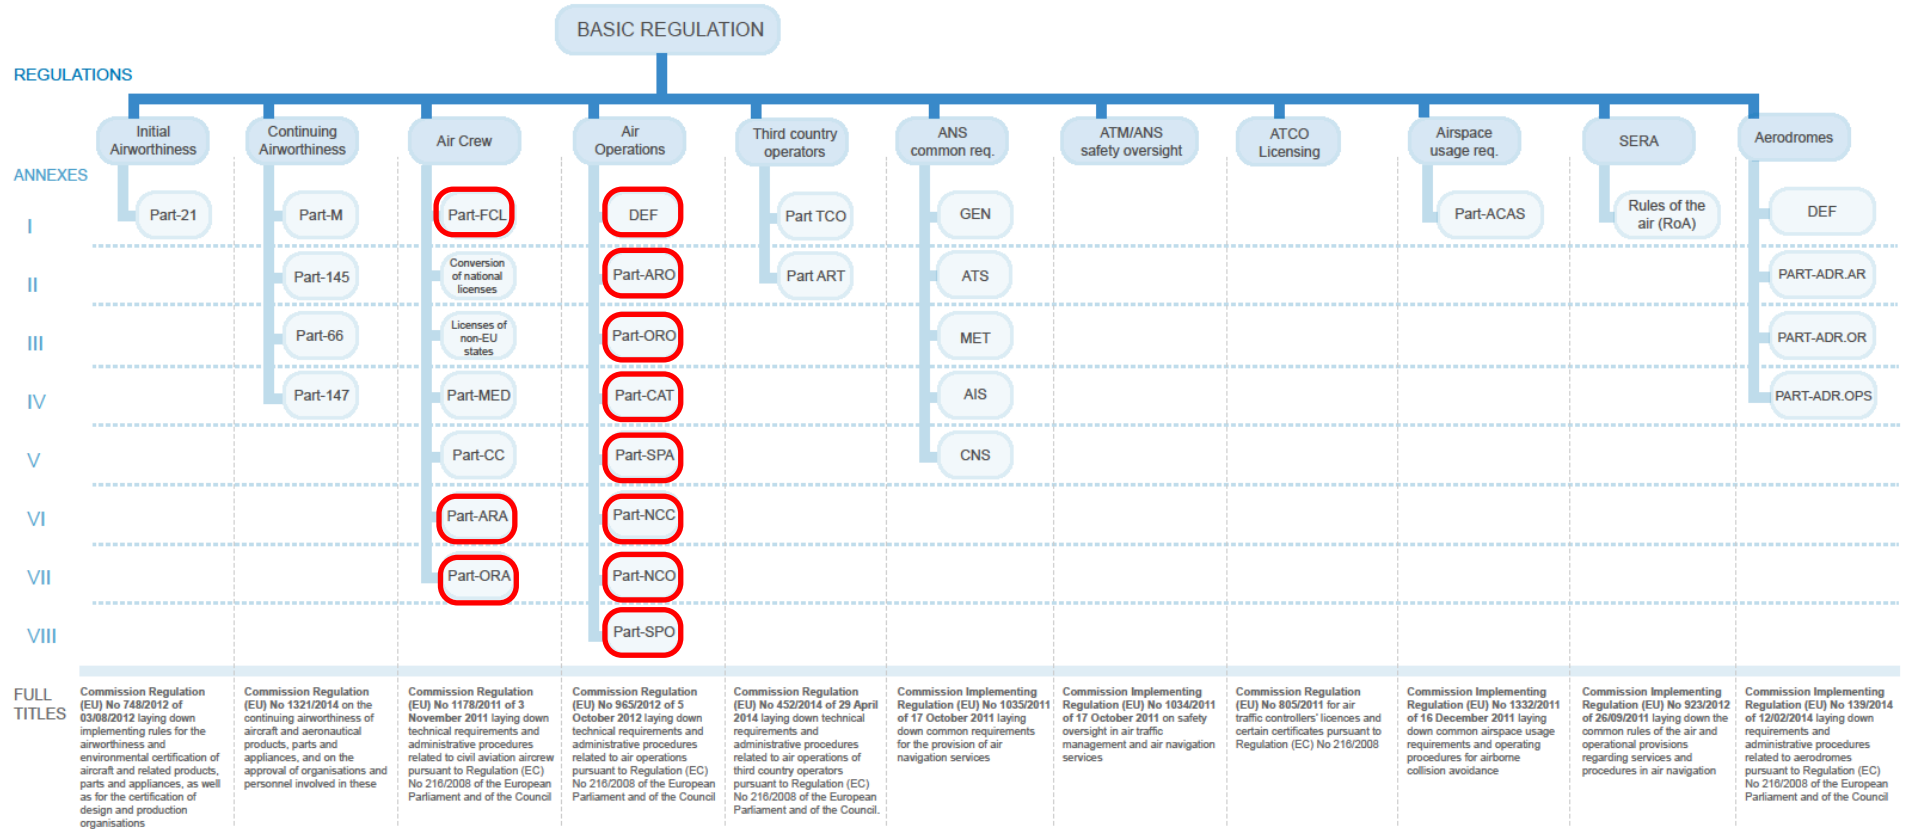 BASIC REGULATION
REGULATIONS
Initial
Airworthiness
Continuing
Airworthiness
Air Crew
Air
Operations
Third country
operators
ANS
common req.
ATM/ANS
safety oversight
ATCO
Licensing
Airspace
usage req.
SERA
Aerodromes
ANNEXES
I
Part-21
Part-M
Part-FCL
DEF
Part TCO
GEN
Part-ACAS
Rules of the
air (RoA)
DEF
II
Part-145
Conversion
of national
licenses
Part-ARO
Part ART
ATS
PART-ADR.AR
III
Part-66
Licenses of
non-EU
states
Part-ORO
MET
PART-ADR.OR
IV
Part-147
Part-MED
Part-CAT
AIS
PART-ADR.OPS
V
Part-CC
Part-SPA
CNS
VI
Part-ARA
Part-NCC
VII
Part-ORA
Part-NCO
VIII
Part-SPO
FULL
TITLES
Commission Regulation
(EU) No 748/2012 of
03/08/2012 laying down
implementing rules for the
airworthiness and
environmental certification of
aircraft and related products,
parts and appliances, as well
as for the certification of
design and production
organisations
Commission Regulation
(EU) No 1321/2014 on the
continuing airworthiness of
aircraft and aeronautical
products, parts and
appliances, and on the
approval of organisations and
personnel involved in these
Commission Regulation
(EU) No 1178/2011 of 3
November 2011 laying down
technical requirements and
administrative procedures
related to civil aviation aircrew
pursuant to Regulation (EC)
No 216/2008 of the European
Parliament and of the Council
Commission Regulation
(EU) No 965/2012 of 5
October 2012 laying down
technical requirements and
administrative procedures
related to air operations
pursuant to Regulation (EC)
No 216/2008 of the European
Parliament and of the Council
Commission Regulation
(EU) No 452/2014 of 29 April
2014 laying down technical
requirements and
administrative procedures
related to air operations of
third country operators
pursuant to Regulation (EC)
No 216/2008 of the European
Parliament and of the Council.
Commission Implementing
Regulation (EU) No 1035/2011
of 17 October 2011 laying
down common requirements
for the provision of air
navigation services
Commission Implementing
Regulation (EU) No 1034/2011
of 17 October 2011 on safety
oversight in air traffic
management and air navigation
services
Commission Regulation
(EU) No 805/2011 for air
traffic controllers' licences and
certain certificates pursuant to
Regulation (EC) No 216/2008
Commission Implementing
Regulation (EU) No 1332/2011
of 16 December 2011 laying
down common airspace usage
requirements and operating
procedures for airborne
collision avoidance
Commission Implementing
Regulation (EU) No 923/2012
of 26/09/2011 laying down the
common rules of the air and
operational provisions
regarding services and
procedures in air navigation
Commission Implementing
Regulation (EU) No 139/2014
of 12/02/2014 laying down
requirements and
administrative procedures
related to aerodromes
pursuant to Regulation (EC)
No 216/2008 of the European
Parliament and of the Council